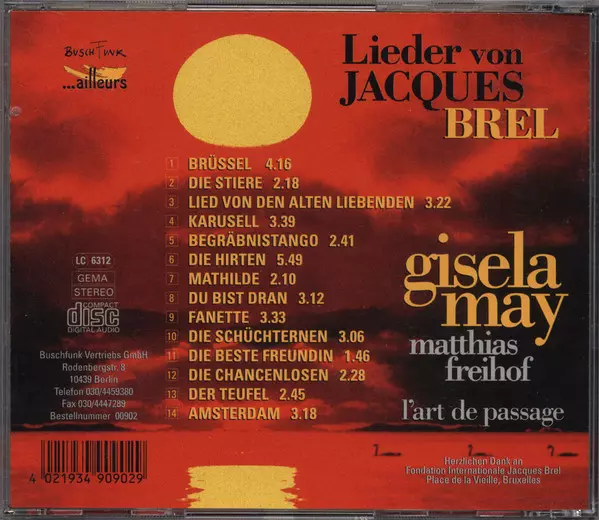 BUSCHFUNK
...ailleurs
Lieder von
JACQUES
BREL
1 BRÜSSEL 4.16
2 DIE STIERE 2.18
3 LIED VON DEN ALTEN LIEBENDEN 3.22
4 KARUSELL 3.39
5 BEGRÄBNISTANGO 2.41
6 DIE HIRTEN 5.49
7 MATHILDE 2.10
8 DU BIST DRAN 3.12
9 FANETTE 3.33
10 DIE SCHÜCHTERNEN 3.06
11 DIE BESTE FREUNDIN 1.46
12 DIE CHANCENLOSEN 2.28
13 DER TEUFEL 2.45
14 AMSTERDAM 3.18
gisela
may
matthias
freihof
l'art de passage
LC 6312
GEMA
STEREO
COMPACT
disc
DIGITAL AUDIO
Buschfunk Vertriebs GmbH
Rodenbergstr. 8
10439 Berlin
Telefon 030/4459380
Fax 030/4447289
Bestellnummer 00902
4 021934 909029
Herzlichen Dank an
Fondation Internationale Jacques Brel
Place de la Vieille, Bruxelles